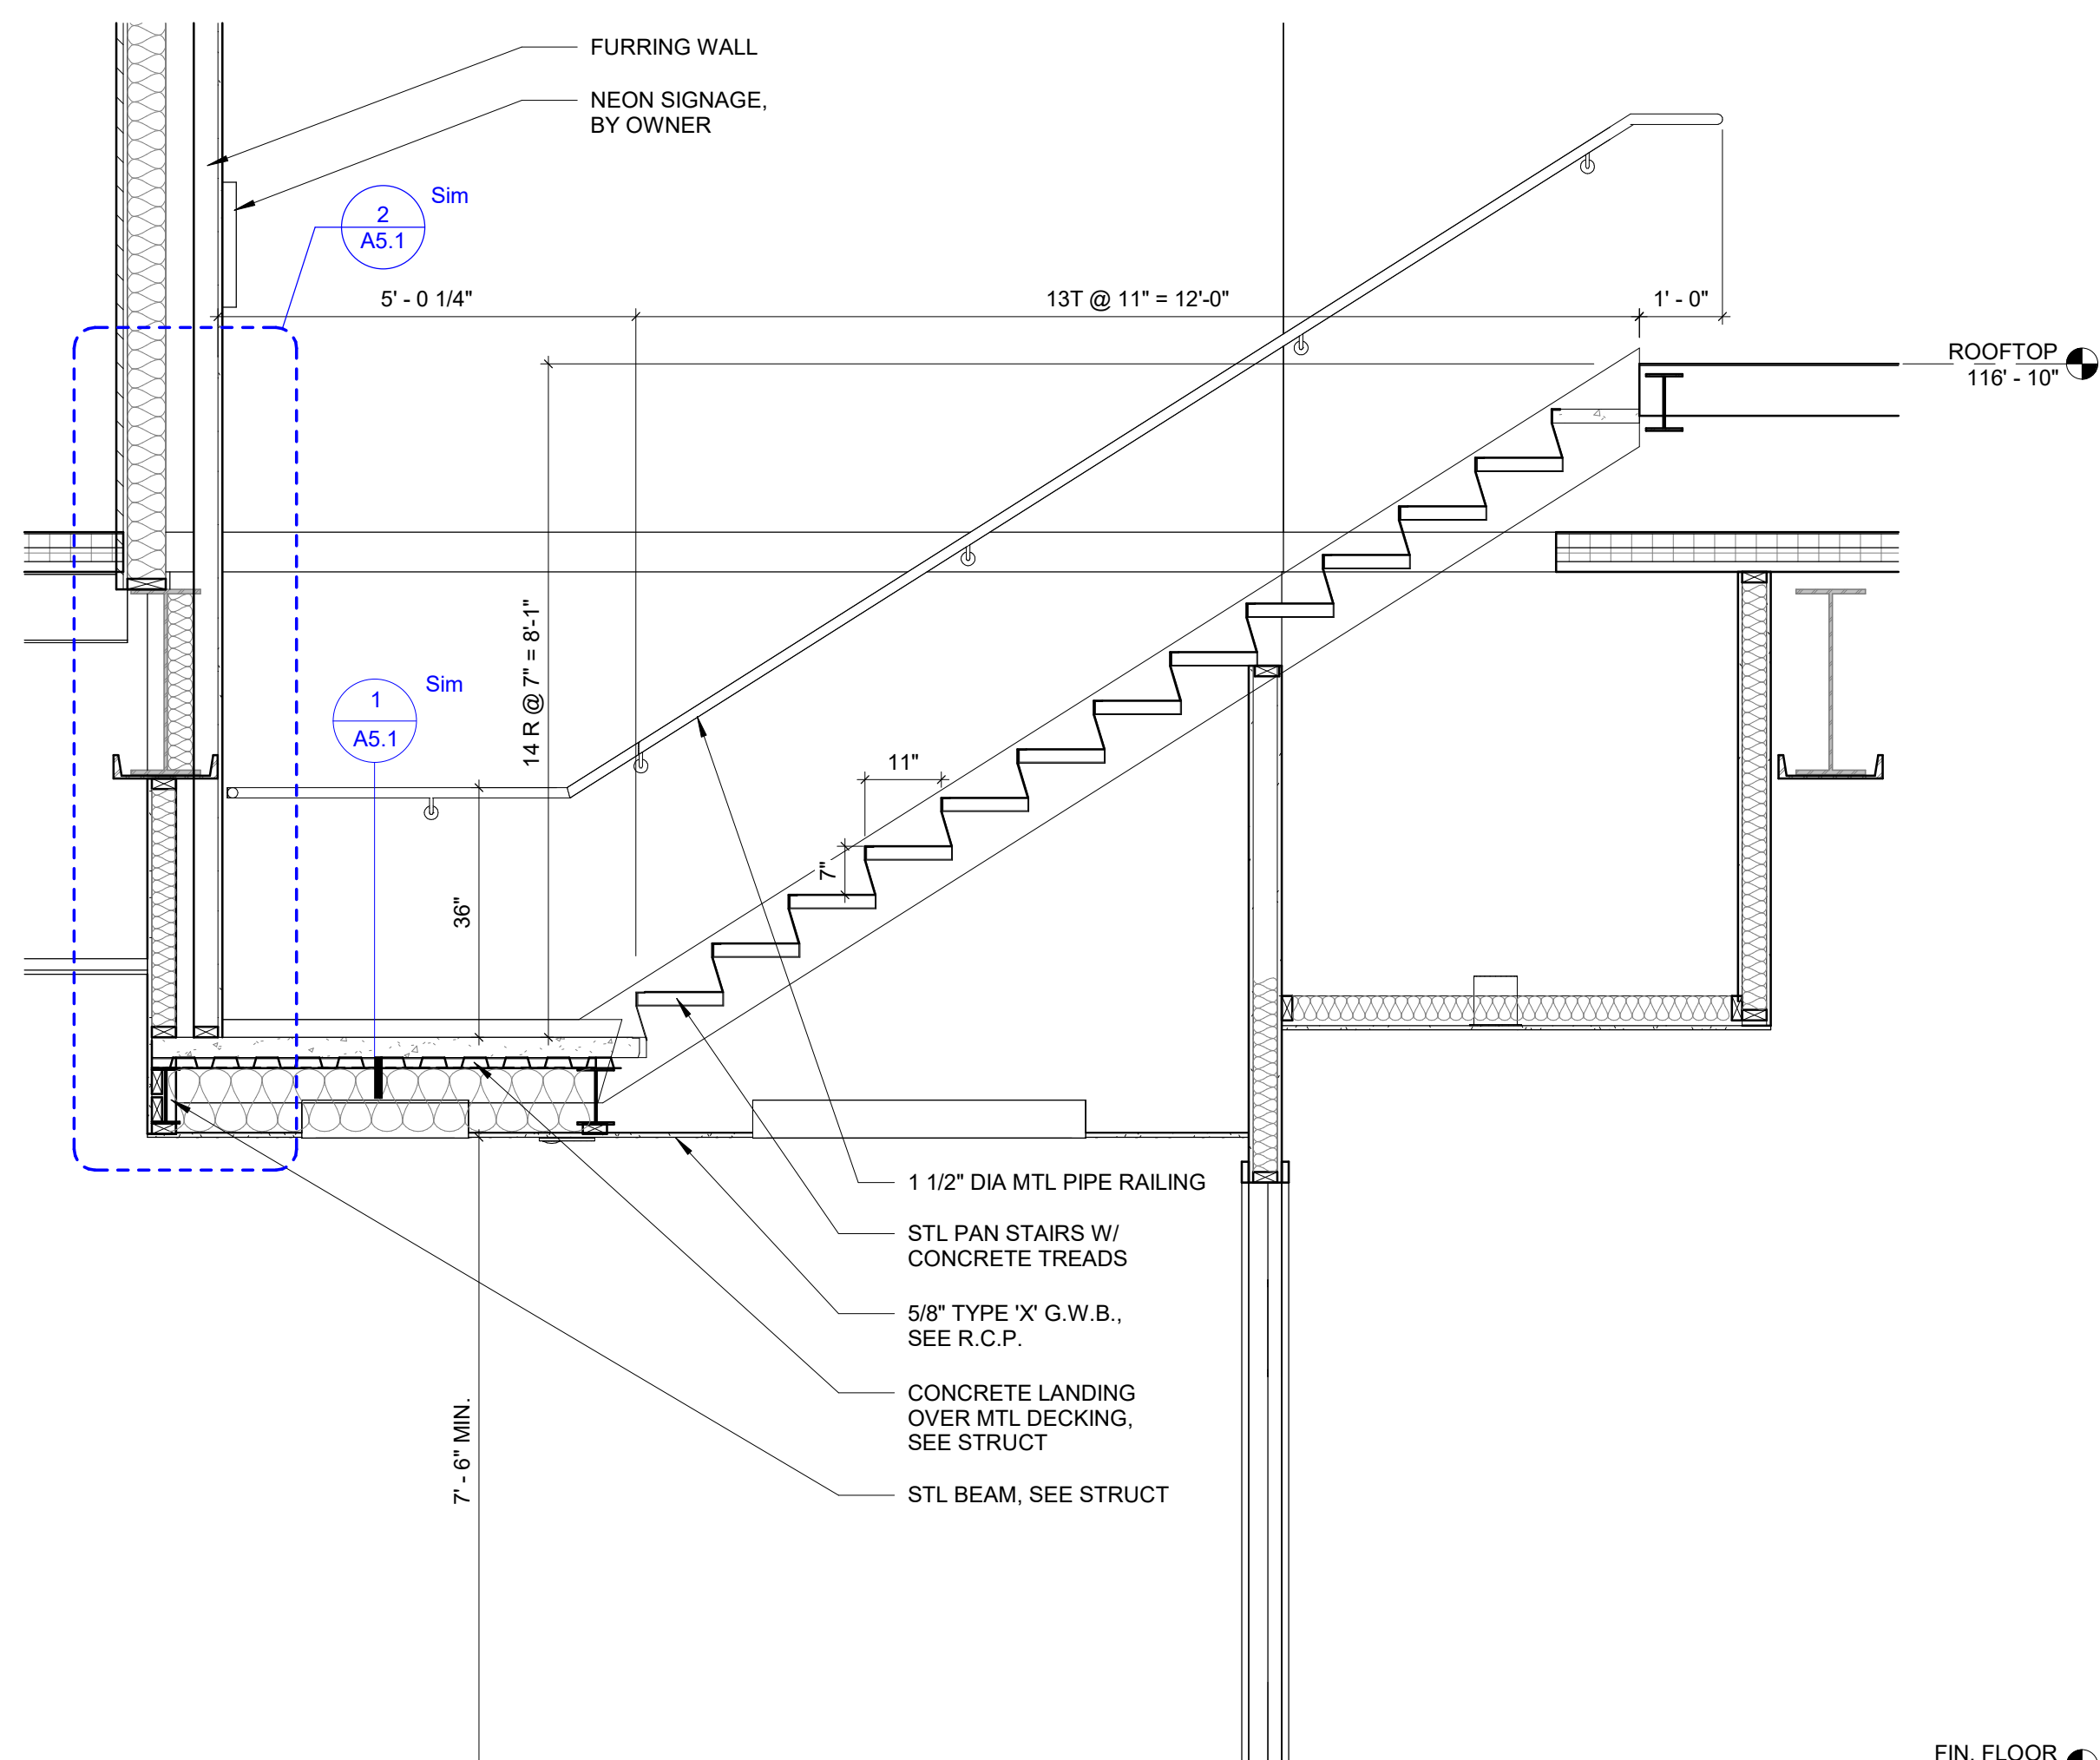 FURRING WALL
NEON SIGNAGE,
BY OWNER
2
A5.1
Sim
5' - 0 1/4"
13T @ 11" = 12'-0"
1' - 0"
ROOFTOP
116' - 10"
14 R @ 7" = 8'-1"
1
A5.1
Sim
11"
7"
36"
1 1/2" DIA MTL PIPE RAILING
STL PAN STAIRS W/
CONCRETE TREADS
5/8" TYPE 'X' G.W.B.,
SEE R.C.P.
CONCRETE LANDING
OVER MTL DECKING,
SEE STRUCT
STL BEAM, SEE STRUCT
7' - 6" MIN.
FIN. FLOOR